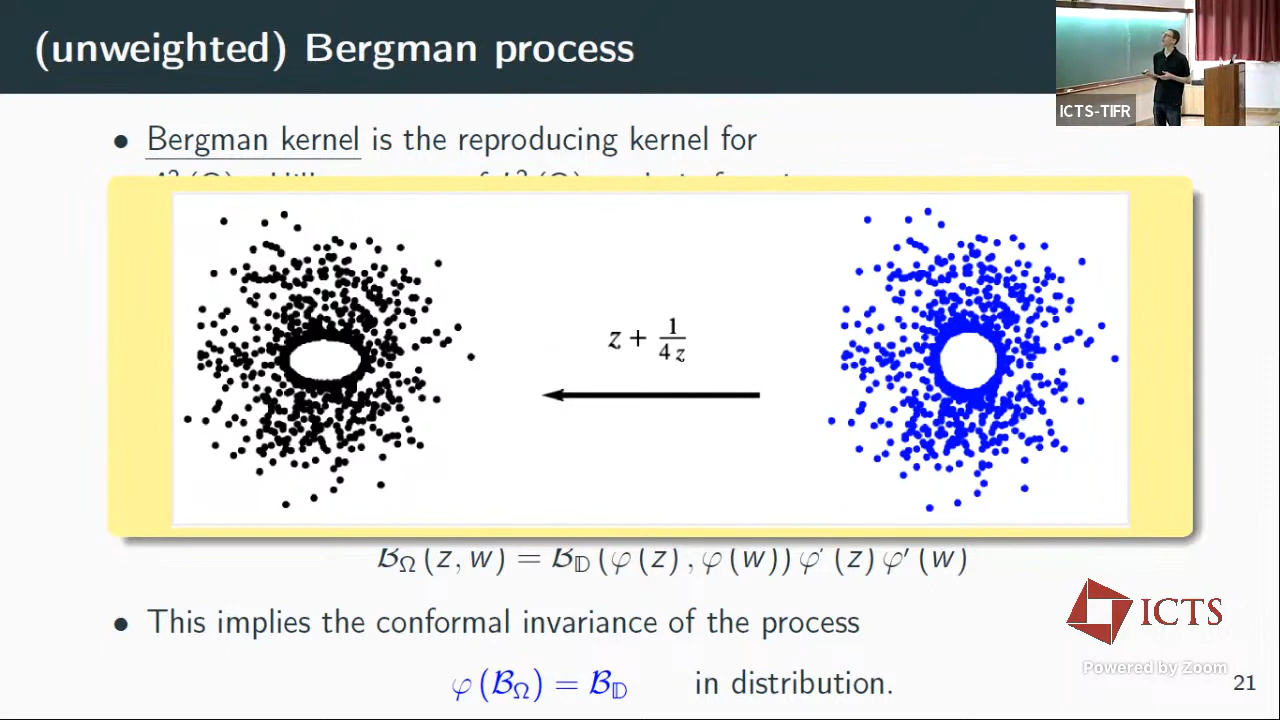 (unweighted) Bergman process
ICTS-TIFR
• Bergman kernel is the reproducing kernel for
z + 1/(4 z)
B_Ω (z, w) = B_𝔻 (φ (z) , φ (w)) φ′ (z) φ′ (w)
• This implies the conformal invariance of the process
φ (B_Ω) = B_𝔻 in distribution.
ICTS
Powered by Zoom
21